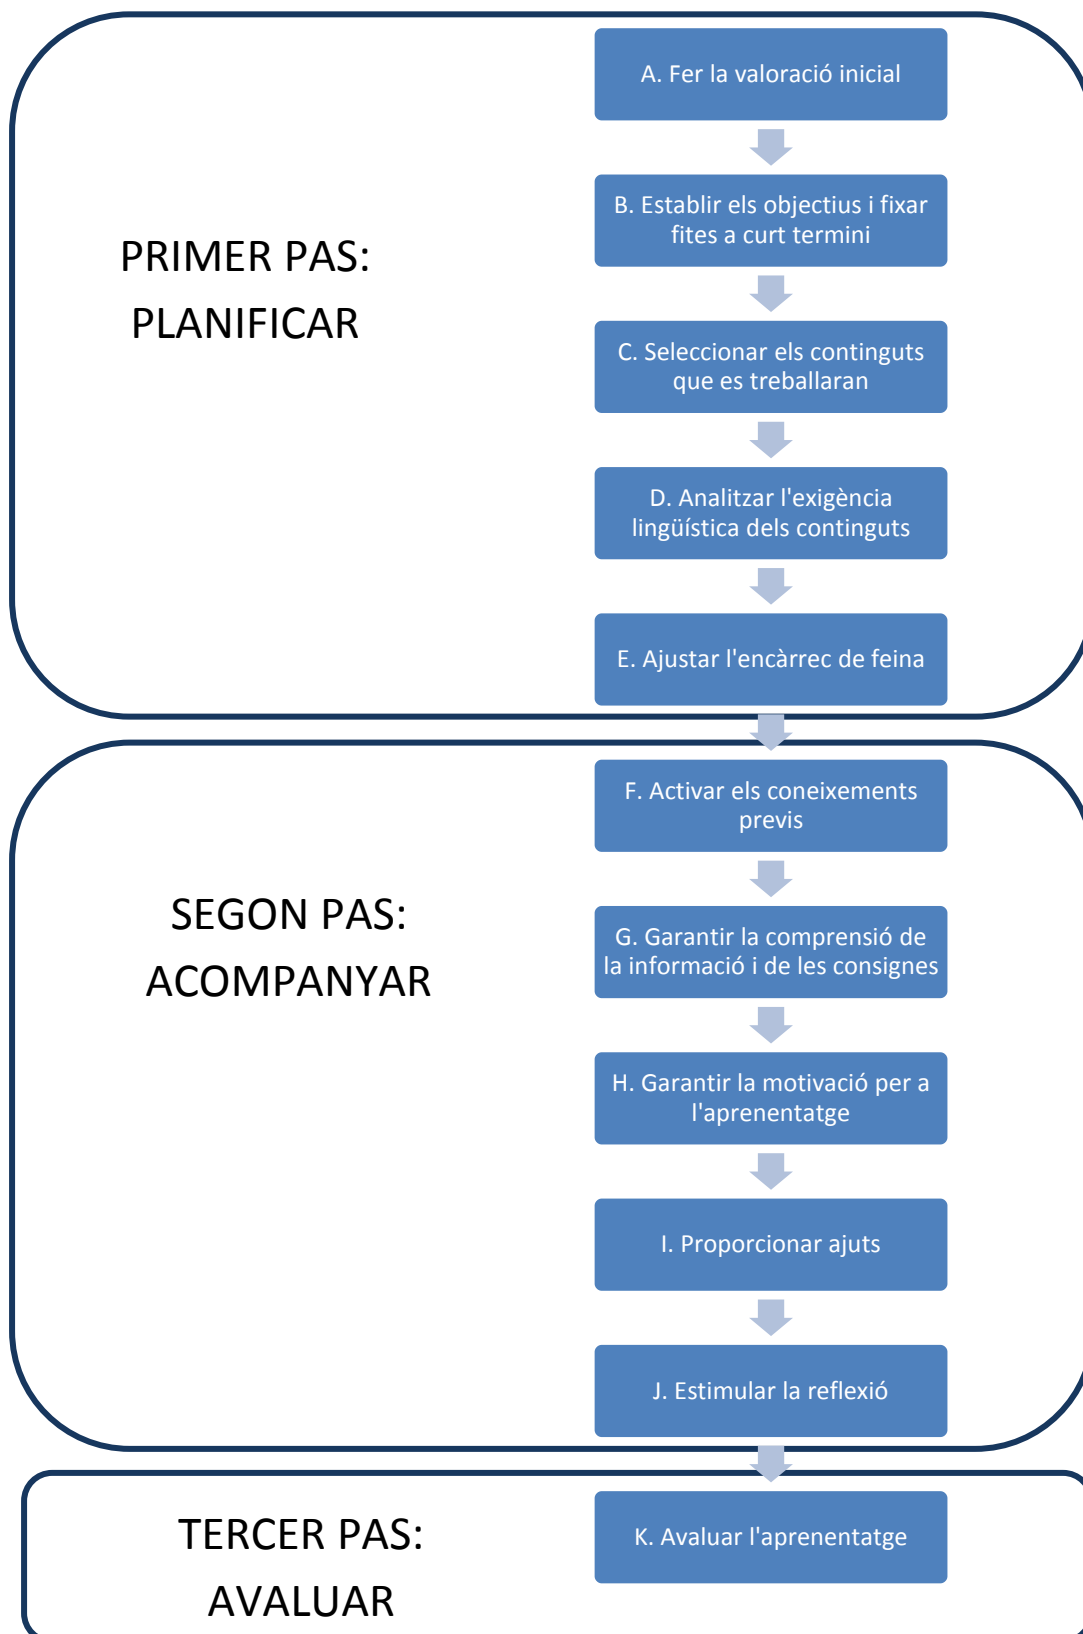 PRIMER PAS:
PLANIFICAR
A. Fer la valoració inicial
B. Establir els objectius i fixar
fites a curt termini
C. Seleccionar els continguts
que es treballaran
D. Analitzar l'exigència
lingüística dels continguts
E. Ajustar l'encàrrec de feina
SEGON PAS:
ACOMPANYAR
F. Activar els coneixements
previs
G. Garantir la comprensió de
la informació i de les consignes
H. Garantir la motivació per a
l'aprenentatge
I. Proporcionar ajuts
J. Estimular la reflexió
TERCER PAS:
AVALUAR
K. Avaluar l'aprenentatge